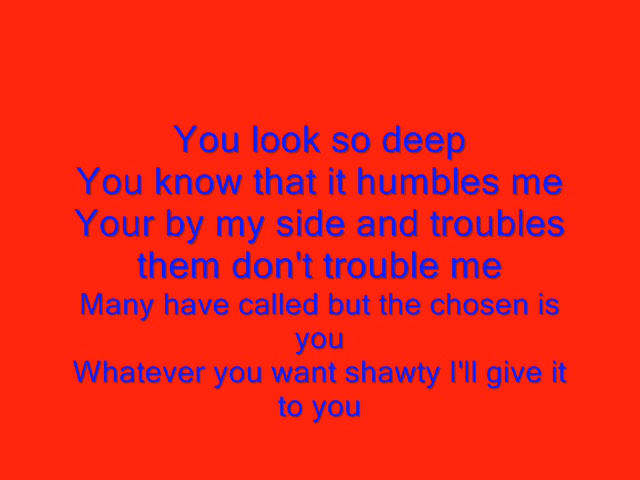 You look so deep
You know that it humbles me
Your by my side and troubles
them don't trouble me
Many have called but the chosen is
you
Whatever you want shawty I'll give it
to you